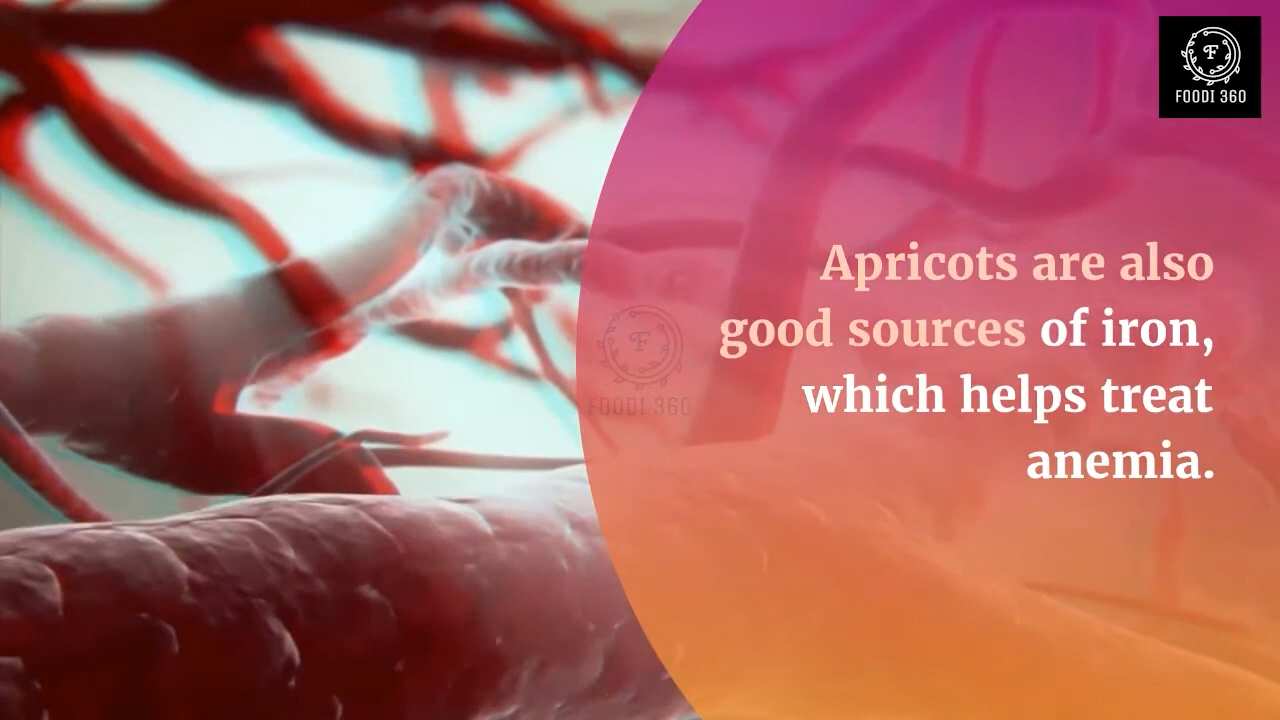 FOODI 360
Apricots are also
good sources of iron,
which helps treat
anemia.
FOODI 360